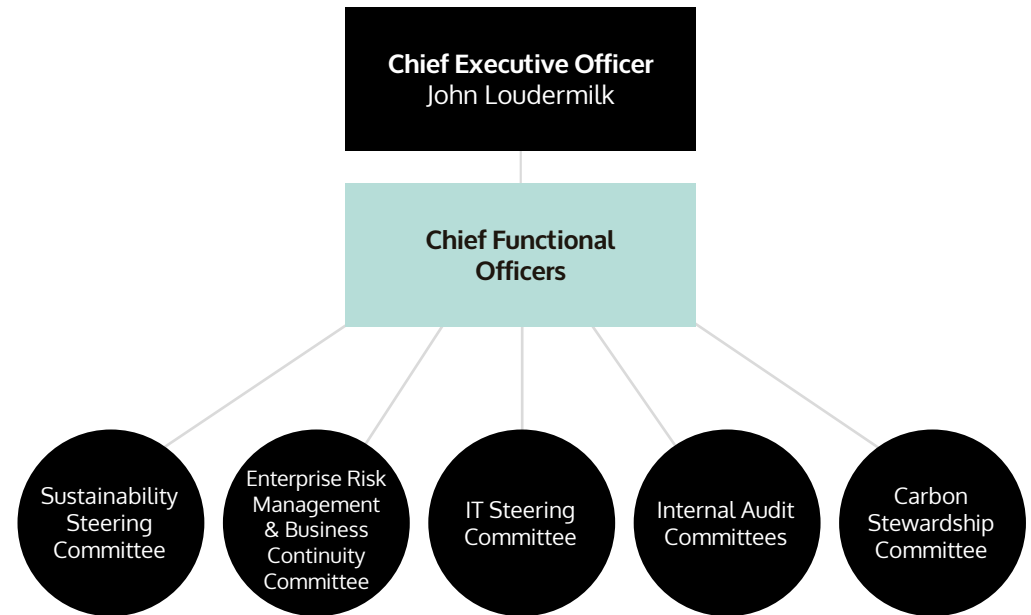 Chief Executive Officer
John Loudermilk
Chief Functional
Officers
Sustainability
Steering
Committee
Enterprise Risk
Management
& Business
Continuity
Committee
IT Steering
Committee
Internal Audit
Committees
Carbon
Stewardship
Committee